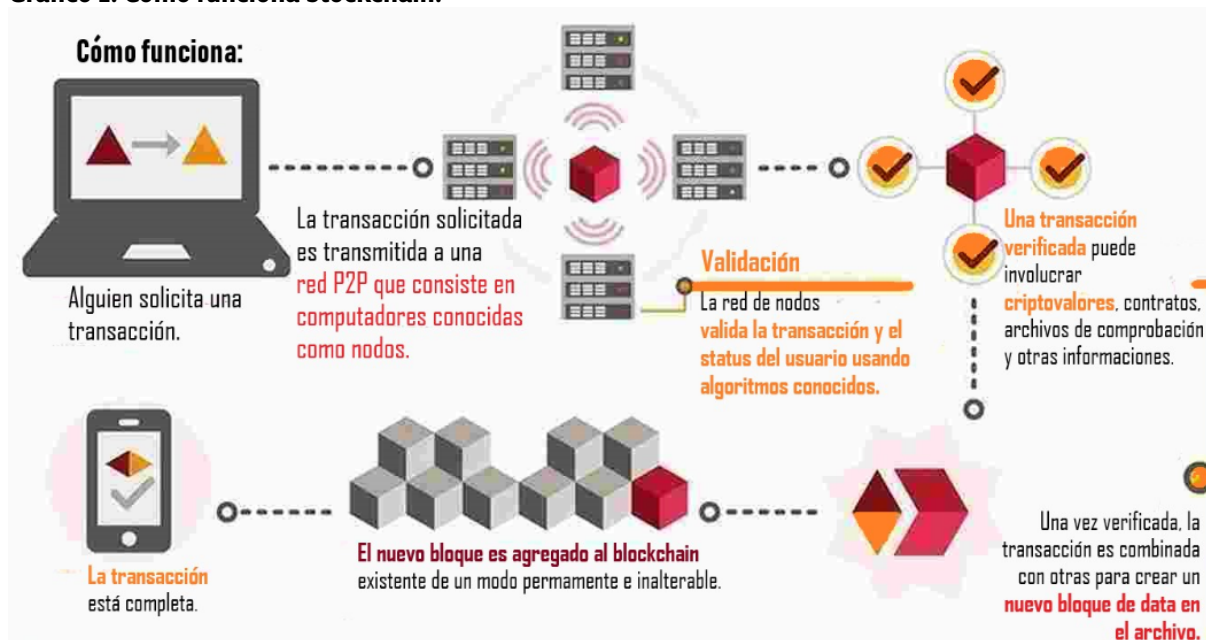 Cómo funciona:
Alguien solicita una
transacción.
La transacción solicitada
es transmitida a una
red P2P que consiste en
computadores conocidas
como nodos.
Validación
La red de nodos
valida la transacción y el
status del usuario usando
algoritmos conocidos.
Una transacción
verificada puede
involucrar
criptovalores, contratos,
archivos de comprobación
y otras informaciones.
Una vez verificada, la
transacción es combinada
con otras para crear un
nuevo bloque de data en
el archivo.
El nuevo bloque es agregado al blockchain
existente de un modo permamente e inalterable.
La transacción
está completa.